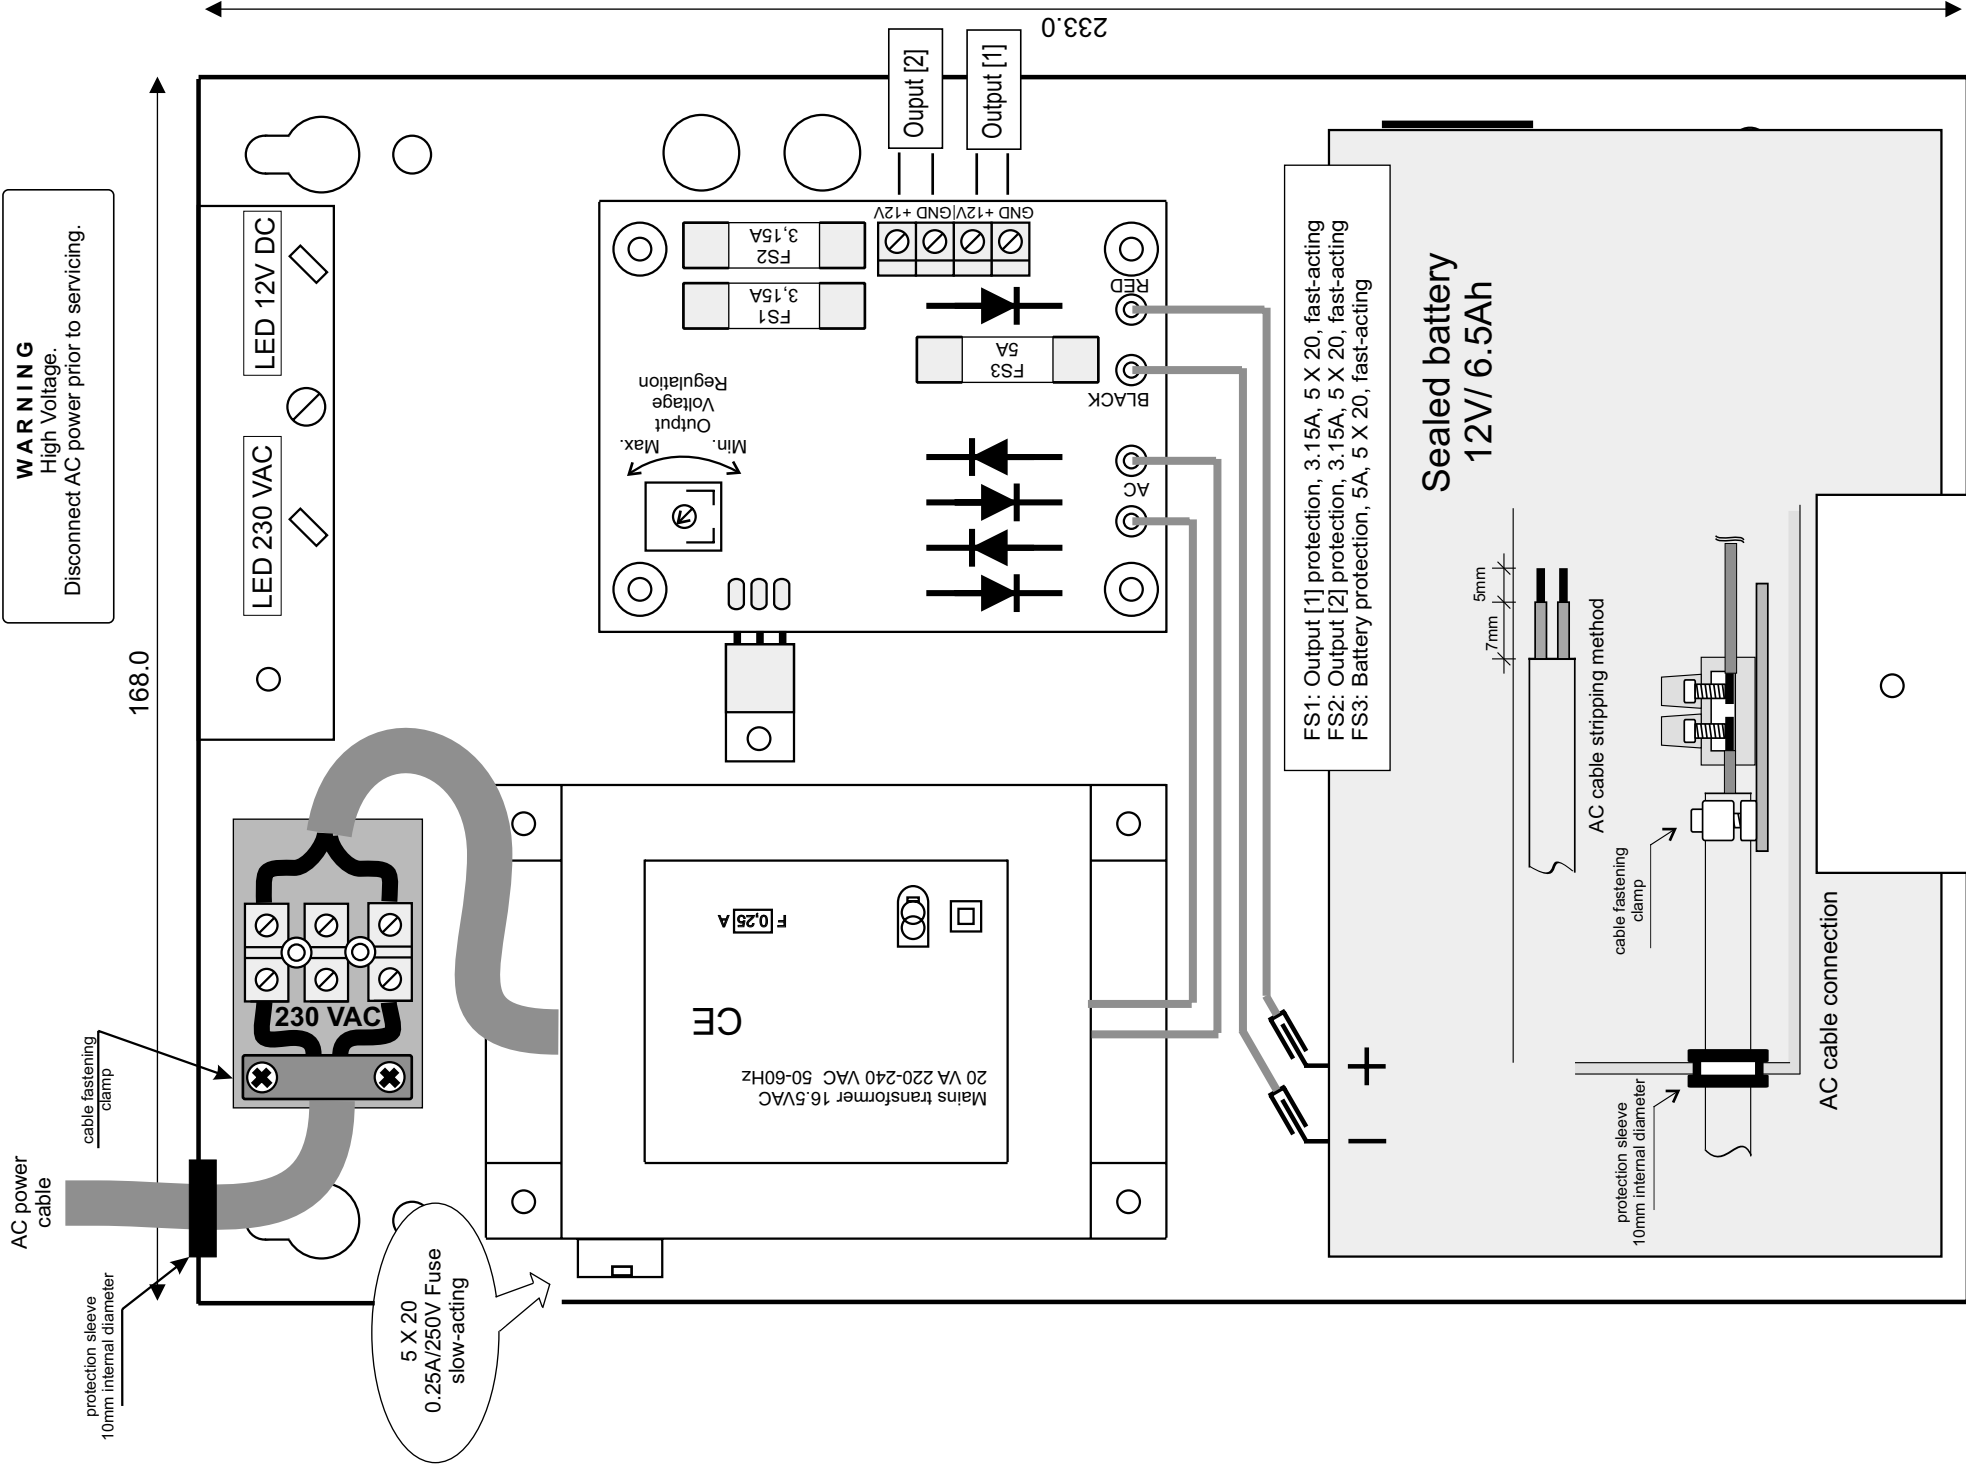 WARNING
High Voltage.
Disconnect AC power prior to servicing.
168.0
233.0
LED 230 VAC
LED 12V DC
AC power
cable
protection sleeve
10mm internal diameter
cable fastening
clamp
230 VAC
5 X 20
0.25A/250V Fuse
slow-acting
F 0,25 A
CE
Mains transformer 16.5VAC
20 VA 220-240 VAC 50-60Hz
Ouput [2]
Output [1]
GND +12V|GND +12V
FS2
3,15A
FS1
3,15A
FS3
5A
RED
BLACK
AC
Min.
Max.
Output
Voltage
Regulation
FS1: Output [1] protection, 3.15A, 5 X 20, fast-acting
FS2: Output [2] protection, 3.15A, 5 X 20, fast-acting
FS3: Battery protection, 5A, 5 X 20, fast-acting
Sealed battery
12V/ 6.5Ah
+
−
7mm
5mm
AC cable stripping method
cable fastening
clamp
protection sleeve
10mm internal diameter
AC cable connection